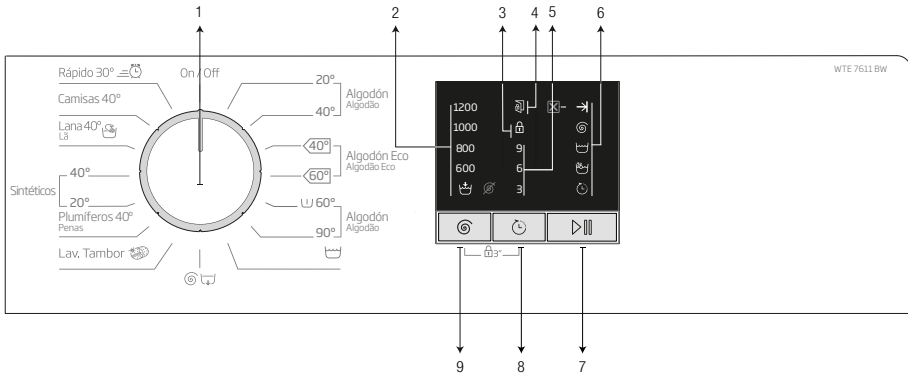 1 2 3 4 5 6
WTE 7611 BW
Rápido 30°
On / Off
Camisas 40°
Lana 40°
Lã
Sintéticos
40°
20°
Plumíferos 40°
Penas
Lav. Tambor
20°
40°
Algodón
Algodão
40°
60°
Algodón Eco
Algodão Eco
60°
90°
Algodón
Algodão
1200
1000
800
600
9
6
3
3"
9 8 7